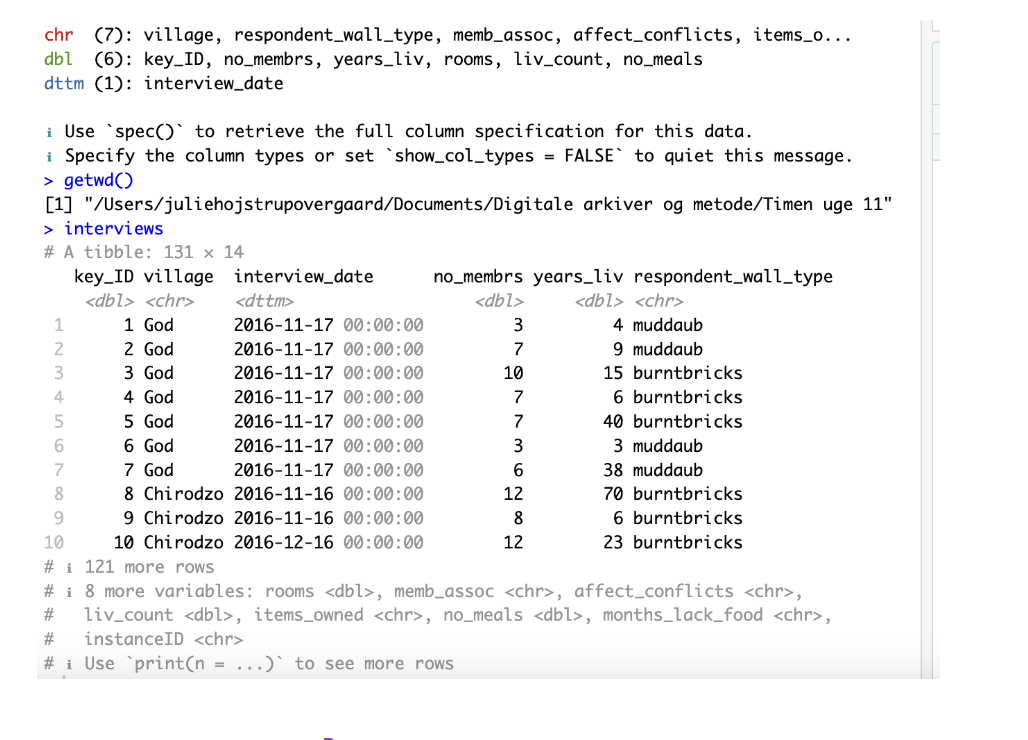 chr  (7): village, respondent_wall_type, memb_assoc, affect_conflicts, items_o...
dbl  (6): key_ID, no_membrs, years_liv, rooms, liv_count, no_meals
dttm (1): interview_date
ℹ Use `spec()` to retrieve the full column specification for this data.
ℹ Specify the column types or set `show_col_types = FALSE` to quiet this message.
> getwd()
[1] "/Users/juliehojstrupovergaard/Documents/Digitale arkiver og metode/Timen uge 11"
> interviews
# A tibble: 131 × 14
   key_ID village  interview_date      no_membrs years_liv respondent_wall_type
    <dbl> <chr>    <dttm>                  <dbl>     <dbl> <chr>
 1      1 God      2016-11-17 00:00:00         3         4 muddaub
 2      2 God      2016-11-17 00:00:00         7         9 muddaub
 3      3 God      2016-11-17 00:00:00        10        15 burntbricks
 4      4 God      2016-11-17 00:00:00         7         6 burntbricks
 5      5 God      2016-11-17 00:00:00         7        40 burntbricks
 6      6 God      2016-11-17 00:00:00         3         3 muddaub
 7      7 God      2016-11-17 00:00:00         6        38 muddaub
 8      8 Chirodzo 2016-11-16 00:00:00        12        70 burntbricks
 9      9 Chirodzo 2016-11-16 00:00:00         8         6 burntbricks
10     10 Chirodzo 2016-12-16 00:00:00        12        23 burntbricks
# ℹ 121 more rows
# ℹ 8 more variables: rooms <dbl>, memb_assoc <chr>, affect_conflicts <chr>,
#   liv_count <dbl>, items_owned <chr>, no_meals <dbl>, months_lack_food <chr>,
#   instanceID <chr>
# ℹ Use `print(n = ...)` to see more rows